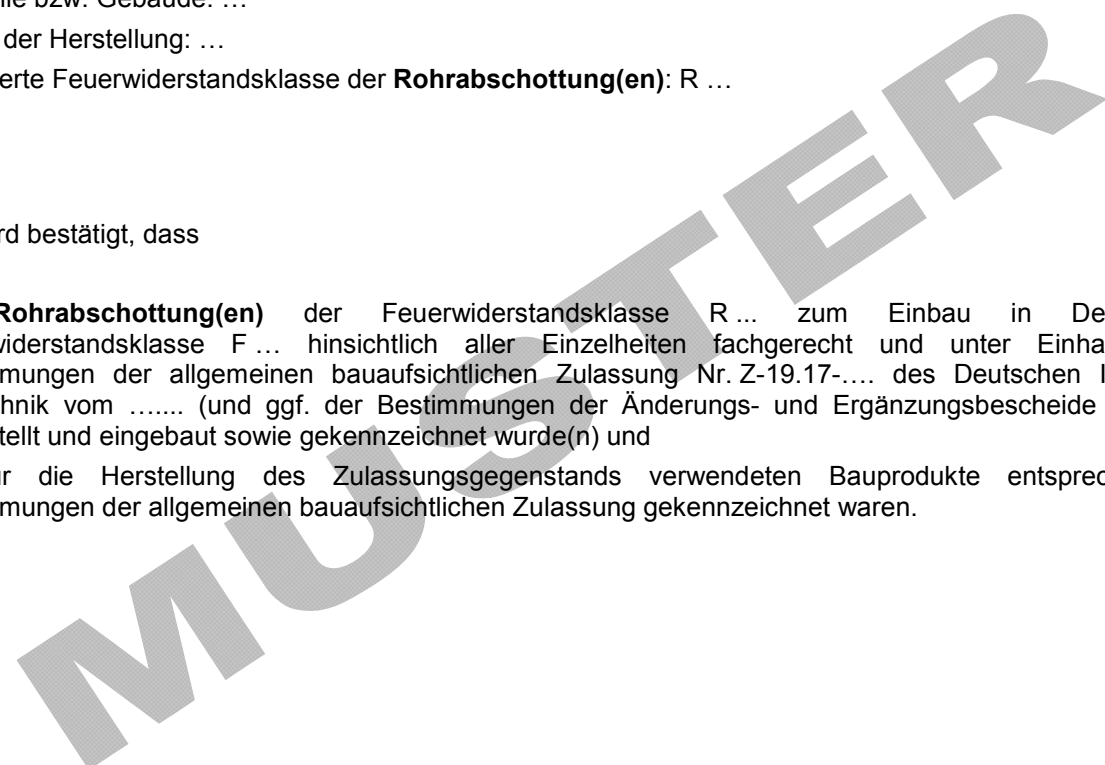 nie bzw. Gebäude: …
der Herstellung: …
erte Feuerwiderstandsklasse der Rohrabschottung(en): R …
rd bestätigt, dass
Rohrabschottung(en) der Feuerwiderstandsklasse R ... zum Einbau in De
widerstandsklasse F … hinsichtlich aller Einzelheiten fachgerecht und unter Einha
mmungen der allgemeinen bauaufsichtlichen Zulassung Nr. Z-19.17-…. des Deutschen I
chnik vom ….... (und ggf. der Bestimmungen der Änderungs- und Ergänzungsbescheide
tellt und eingebaut sowie gekennzeichnet wurde(n) und
ür die Herstellung des Zulassungsgegenstands verwendeten Bauprodukte entsprec
mmungen der allgemeinen bauaufsichtlichen Zulassung gekennzeichnet waren.
MUSTER